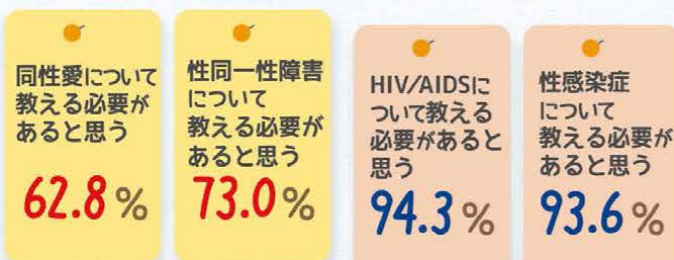 同性愛について
教える必要が
あると思う
62.8%
性同一性障害
について
教える必要が
あると思う
73.0%
HIV/AIDSに
ついて教える
必要があると
思う
94.3%
性感染症
について
教える必要が
あると思う
93.6%